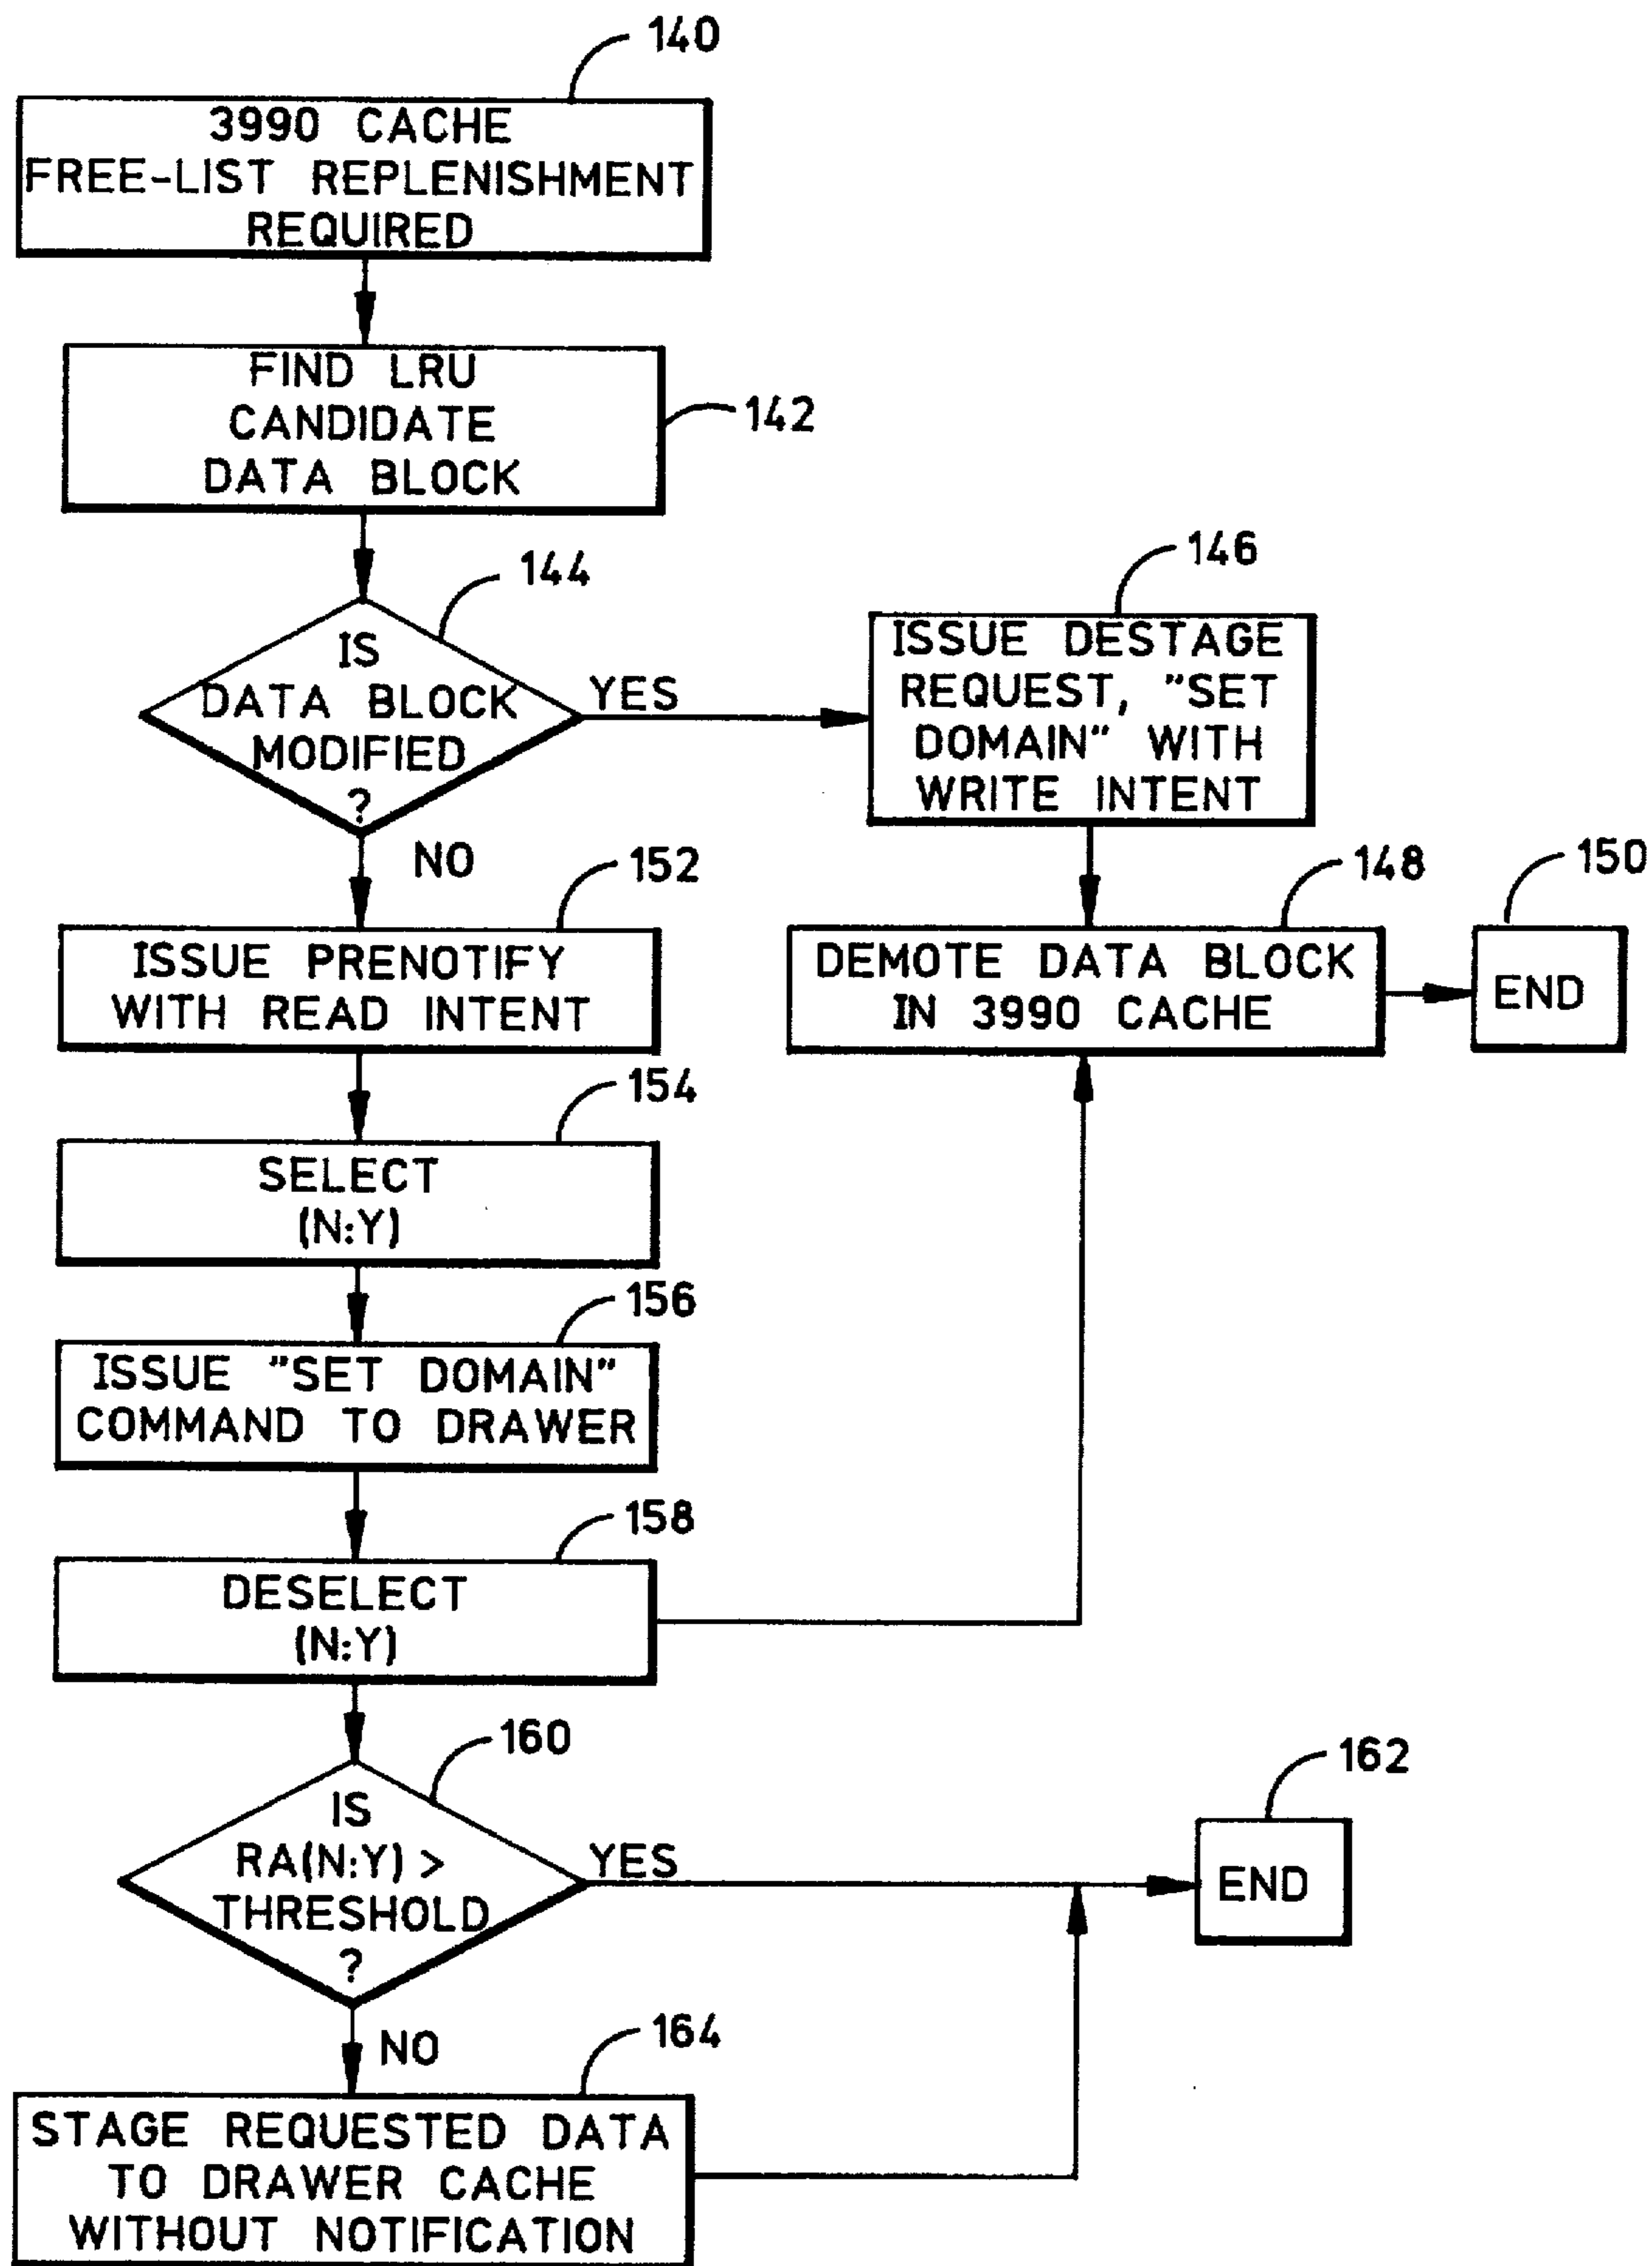 140
3990 CACHE
FREE-LIST REPLENISHMENT
REQUIRED
FIND LRU
CANDIDATE
DATA BLOCK
142
144
IS
DATA BLOCK
MODIFIED
?
YES
NO
146
ISSUE DESTAGE
REQUEST, "SET
DOMAIN" WITH
WRITE INTENT
148
DEMOTE DATA BLOCK
IN 3990 CACHE
150
END
152
ISSUE PRENOTIFY
WITH READ INTENT
154
SELECT
(N:Y)
156
ISSUE "SET DOMAIN"
COMMAND TO DRAWER
158
DESELECT
(N:Y)
160
IS
RA(N:Y) >
THRESHOLD
?
YES
NO
162
END
164
STAGE REQUESTED DATA
TO DRAWER CACHE
WITHOUT NOTIFICATION